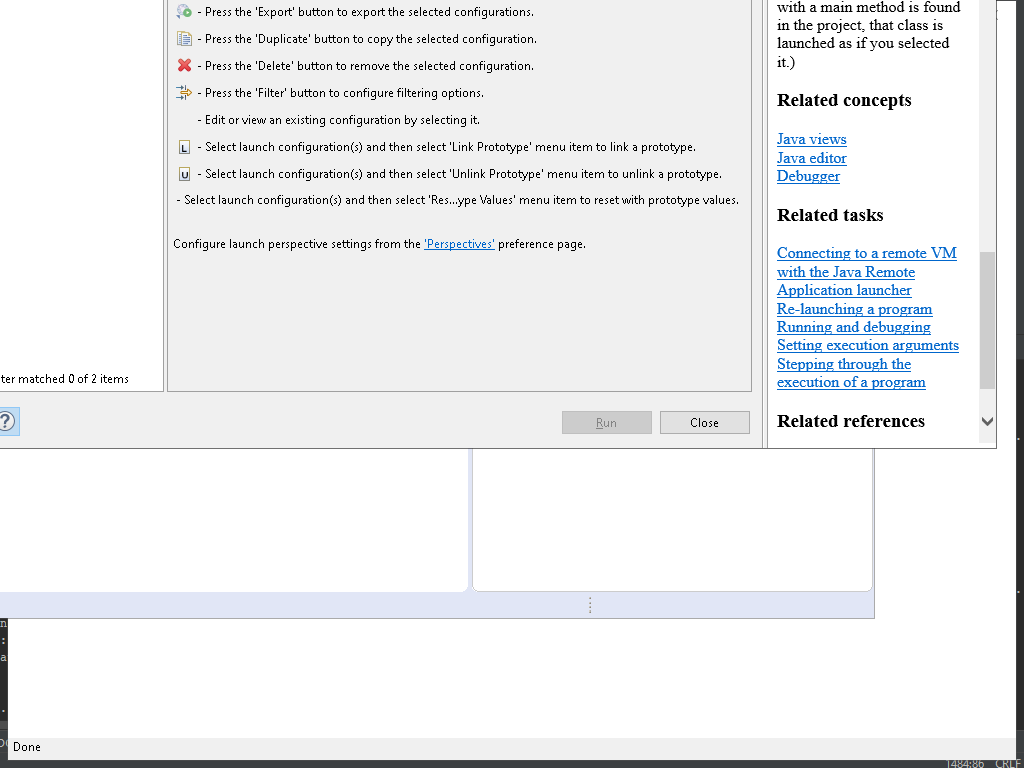 - Press the 'Export' button to export the selected configurations.
- Press the 'Duplicate' button to copy the selected configuration.
- Press the 'Delete' button to remove the selected configuration.
- Press the 'Filter' button to configure filtering options.
- Edit or view an existing configuration by selecting it.
L - Select launch configuration(s) and then select 'Link Prototype' menu item to link a prototype.
U - Select launch configuration(s) and then select 'Unlink Prototype' menu item to unlink a prototype.
- Select launch configuration(s) and then select 'Res...ype Values' menu item to reset with prototype values.
Configure launch perspective settings from the 'Perspectives' preference page.
ter matched 0 of 2 items
?
Run
Close
with a main method is found
in the project, that class is
launched as if you selected
it.)
Related concepts
Java views
Java editor
Debugger
Related tasks
Connecting to a remote VM
with the Java Remote
Application launcher
Re-launching a program
Running and debugging
Setting execution arguments
Stepping through the
execution of a program
Related references
Done
1484:86 CRLF